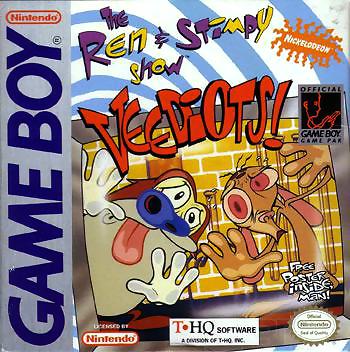 Nintendo®
GAME BOY
®
THE
Ren & Stimpy
Show
NICKELODEON
VEEDiOTS!
OFFICIAL
GAME BOY
GAME PAK
FREE
POSTER
INSIDE
MAN!
LICENSED BY
Nintendo
T·HQ SOFTWARE
A DIVISION OF T-HQ, INC.
Official
Nintendo
Seal of Quality